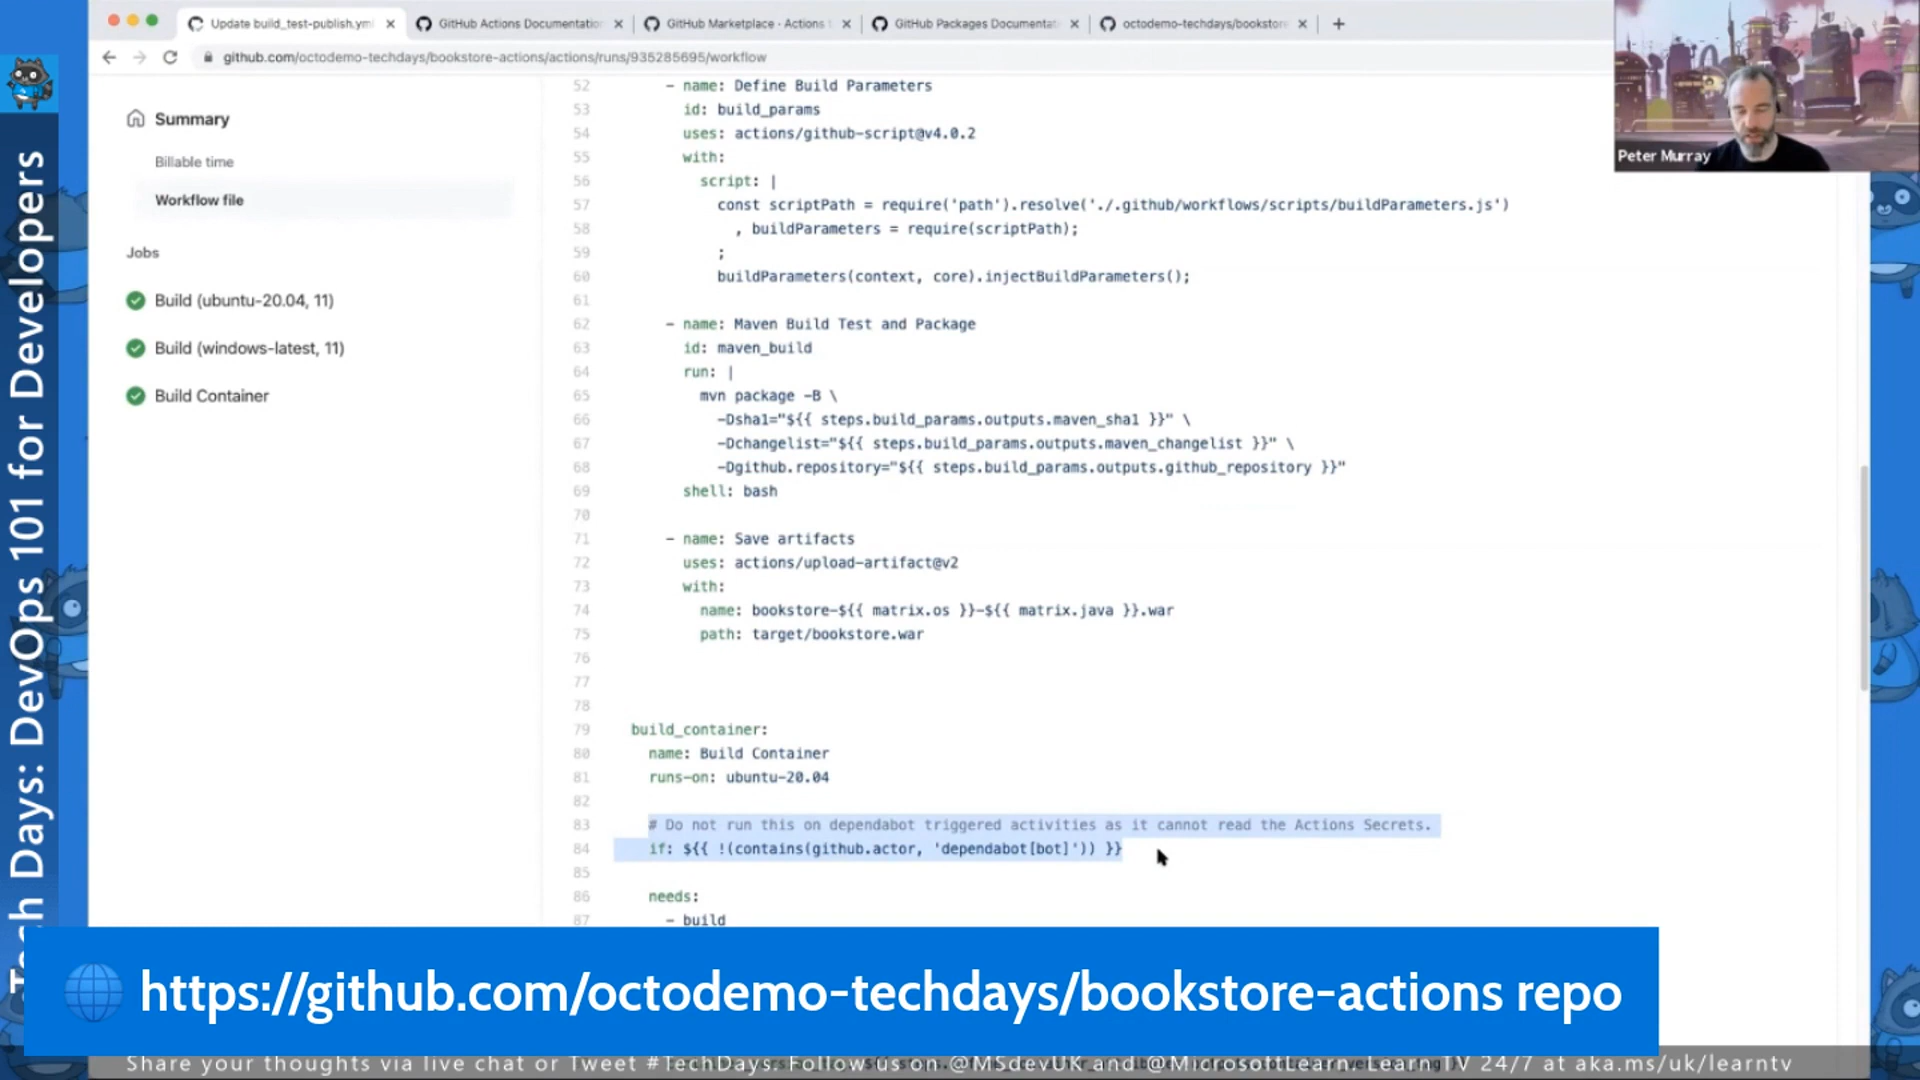 Update build_test-publish.yml
GitHub Actions Documentation
GitHub Marketplace - Actions
GitHub Packages Documentat
octodemo-techdays/bookstore
github.com/octodemo-techdays/bookstore-actions/actions/runs/935285695/workflow
Peter Murray
Tech Days: DevOps 101 for Developers
Summary
Billable time
Workflow file
Jobs
Build (ubuntu-20.04, 11)
Build (windows-latest, 11)
Build Container
52 - name: Define Build Parameters
53 id: build_params
54 uses: actions/github-script@v4.0.2
55 with:
56 script: |
57 const scriptPath = require('path').resolve('./.github/workflows/scripts/buildParameters.js')
58 , buildParameters = require(scriptPath);
59 ;
60 buildParameters(context, core).injectBuildParameters();
61
62 - name: Maven Build Test and Package
63 id: maven_build
64 run: |
65 mvn package -B \
66 -Dsha1="${{ steps.build_params.outputs.maven_sha1 }}" \
67 -Dchangelist="${{ steps.build_params.outputs.maven_changelist }}" \
68 -Dgithub.repository="${{ steps.build_params.outputs.github_repository }}"
69 shell: bash
70
71 - name: Save artifacts
72 uses: actions/upload-artifact@v2
73 with:
74 name: bookstore-${{ matrix.os }}-${{ matrix.java }}.war
75 path: target/bookstore.war
76
77
78
79 build_container:
80 name: Build Container
81 runs-on: ubuntu-20.04
82
83 # Do not run this on dependabot triggered activities as it cannot read the Actions Secrets.
84 if: ${{ !(contains(github.actor, 'dependabot[bot]')) }}
85
86 needs:
87 - build
https://github.com/octodemo-techdays/bookstore-actions repo
Share your thoughts via live chat or Tweet #TechDays. Follow us on @MSdevUK and @MicrosoftLearn. LearnTV 24/7 at aka.ms/uk/learntv